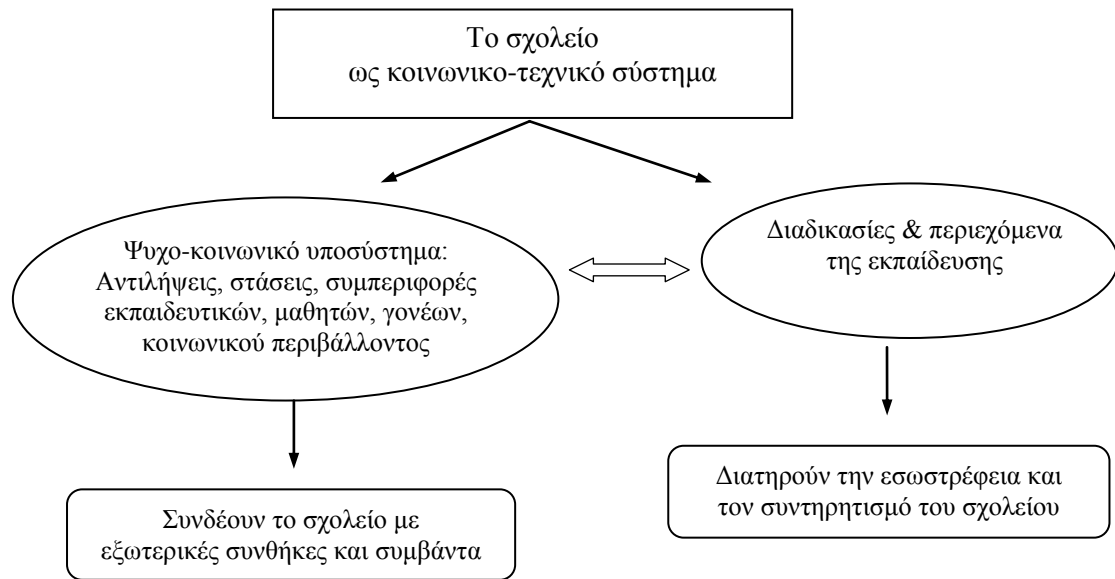 Το σχολείο
ως κοινωνικο-τεχνικό σύστημα
Ψυχο-κοινωνικό υποσύστημα:
Αντιλήψεις, στάσεις, συμπεριφορές
εκπαιδευτικών, μαθητών, γονέων,
κοινωνικού περιβάλλοντος
Διαδικασίες & περιεχόμενα
της εκπαίδευσης
Συνδέουν το σχολείο με
εξωτερικές συνθήκες και συμβάντα
Διατηρούν την εσωστρέφεια και
τον συντηρητισμό του σχολείου